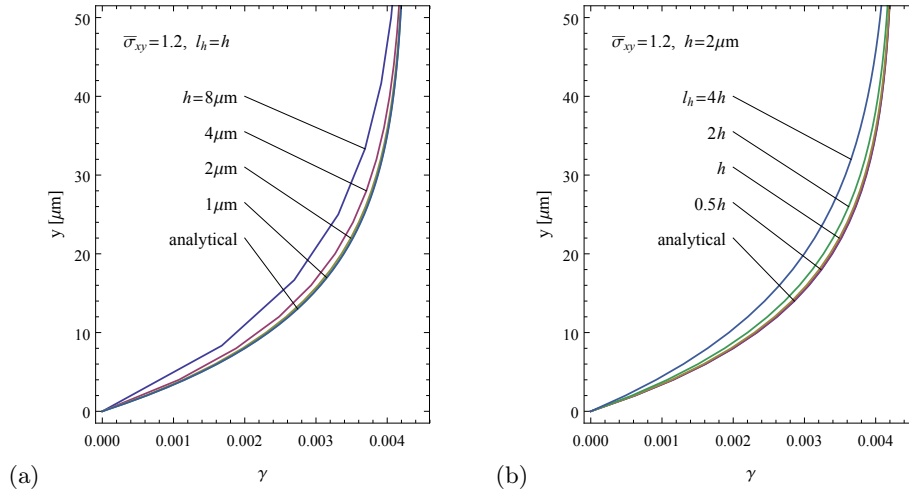 σ̅xy=1.2, lh=h
h=8μm
4μm
2μm
1μm
analytical
y [μm]
50
40
30
20
10
0
0.000 0.001 0.002 0.003 0.004
γ
(a)
σ̅xy=1.2, h=2μm
lh=4h
2h
h
0.5h
analytical
y [μm]
50
40
30
20
10
0
0.000 0.001 0.002 0.003 0.004
γ
(b)